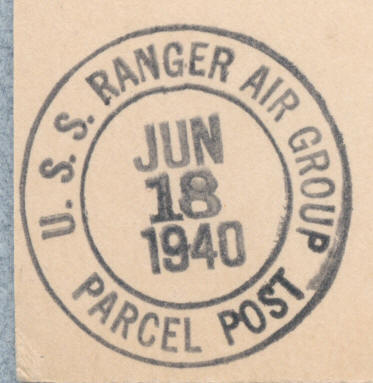 U. S. S. RANGER AIR GROUP
JUN
18
1940
PARCEL POST